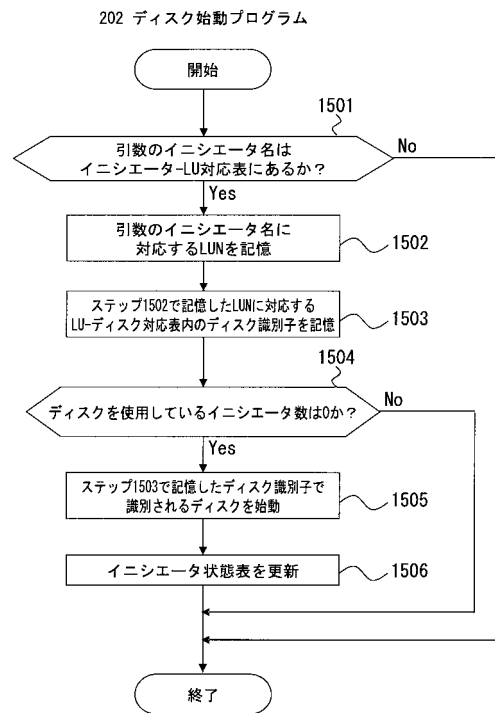 202 ディスク始動プログラム
開始
1501
引数のイニシエータ名は
イニシエータ-LU対応表にあるか?
No
Yes
引数のイニシエータ名に
対応するLUNを記憶
1502
ステップ1502で記憶したLUNに対応する
LU-ディスク対応表内のディスク識別子を記憶
1503
1504
ディスクを使用しているイニシエータ数は0か?
No
Yes
ステップ1503で記憶したディスク識別子で
識別されるディスクを始動
1505
イニシエータ状態表を更新
1506
終了